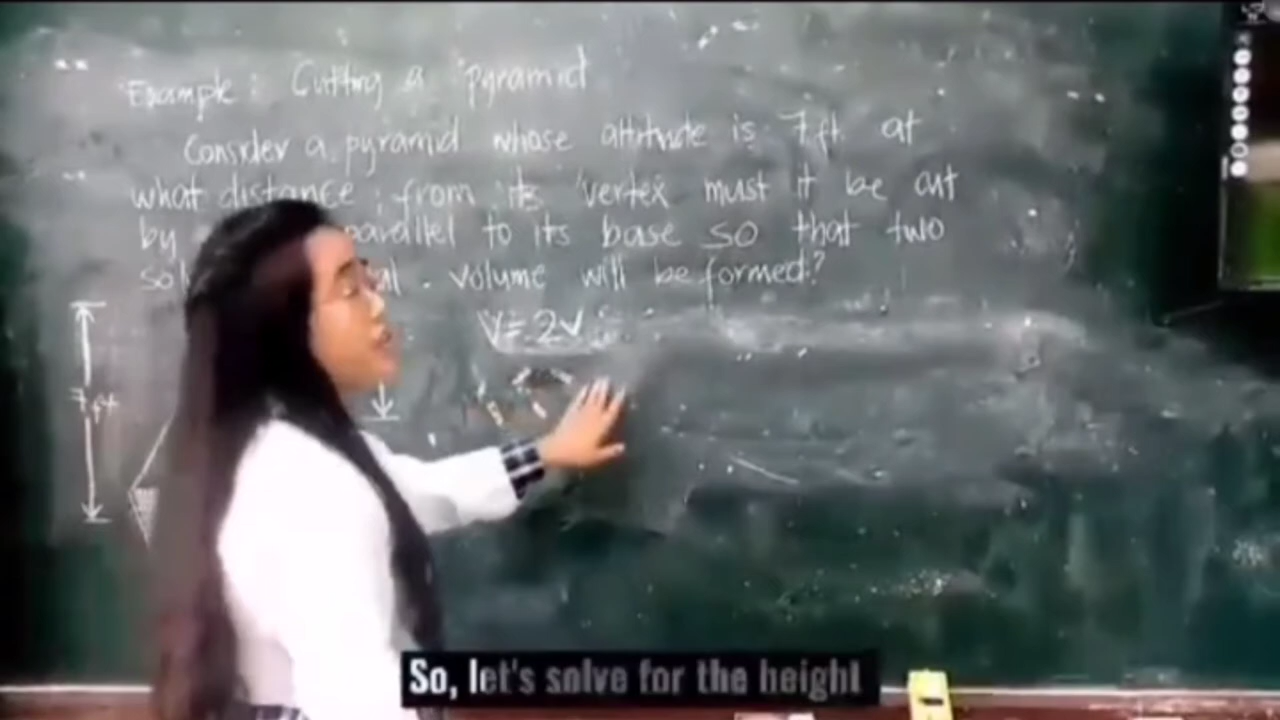 Example: Cutting a pyramid
Consider a pyramid whose altitude is 7 ft. at
what distance from its vertex must it be cut
by parallel to its base so that two
volume will be formed?
V = 2V
7 ft
So, let's solve for the height